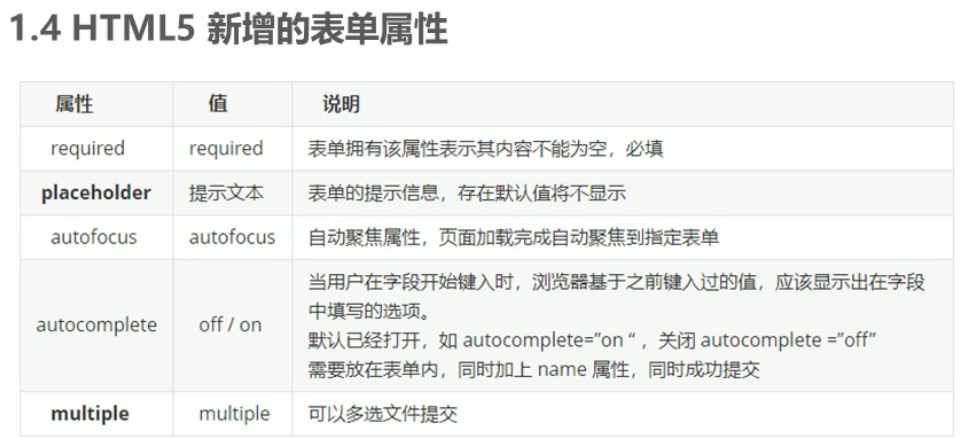 1.4 HTML5 新增的表单属性
属性 值 说明
required required 表单拥有该属性表示其内容不能为空，必填
placeholder 提示文本 表单的提示信息，存在默认值将不显示
autofocus autofocus 自动聚焦属性，页面加载完成自动聚焦到指定表单
当用户在字段开始键入时，浏览器基于之前键入过的值，应该显示出在字段
中填写的选项。
autocomplete off / on
默认已经打开，如 autocomplete=”on “ ，关闭 autocomplete =”off”
需要放在表单内，同时加上 name 属性，同时成功提交
multiple multiple 可以多选文件提交